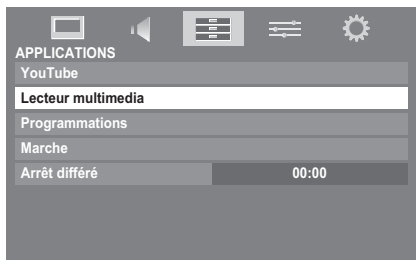 APPLICATIONS
YouTube
Lecteur multimedia
Programmations
Marche
Arrêt différé 00:00